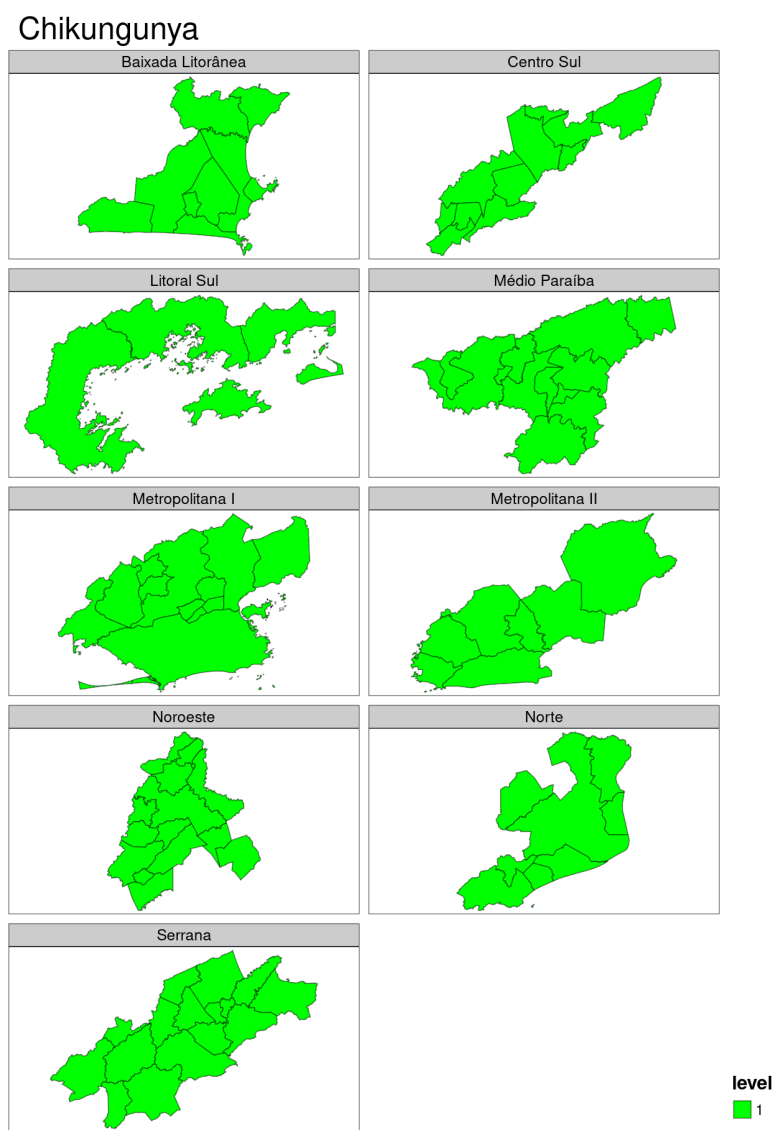 Chikungunya
Baixada Litorânea
Centro Sul
Litoral Sul
Médio Paraíba
Metropolitana I
Metropolitana II
Noroeste
Norte
Serrana
level
1